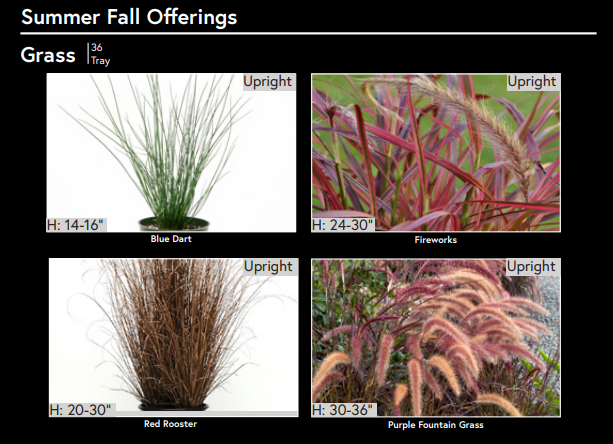 Summer Fall Offerings
Grass
36
Tray
Upright
Upright
H: 14-16"
H: 24-30"
Blue Dart
Fireworks
Upright
Upright
H: 20-30"
H: 30-36"
Red Rooster
Purple Fountain Grass